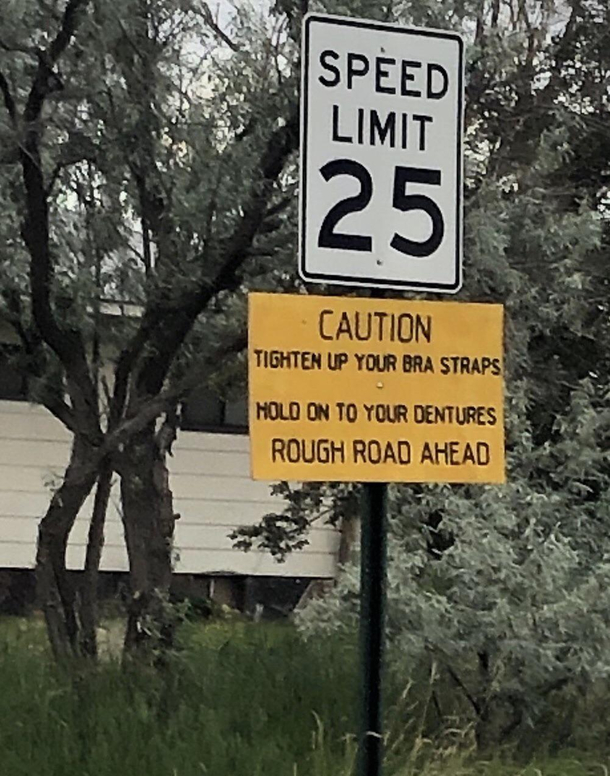 SPEED
LIMIT
25
CAUTION
TIGHTEN UP YOUR BRA STRAPS
HOLD ON TO YOUR DENTURES
ROUGH ROAD AHEAD